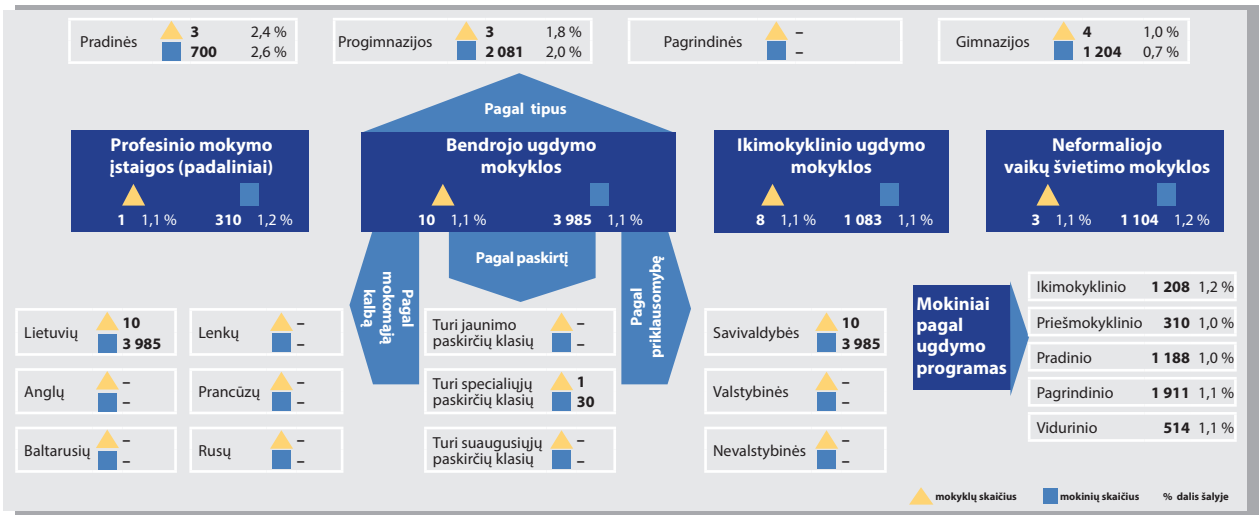 Pradinės 3 2,4 %
700 2,6 %
Progimnazijos 3 1,8 %
2 081 2,0 %
Pagrindinės –
–
Gimnazijos 4 1,0 %
1 204 0,7 %
Pagal tipus
Profesinio mokymo
įstaigos (padaliniai)
1 1,1 % 310 1,2 %
Bendrojo ugdymo
mokyklos
10 1,1 % 3 985 1,1 %
Ikimokyklinio ugdymo
mokyklos
8 1,1 % 1 083 1,1 %
Neformaliojo
vaikų švietimo mokyklos
3 1,1 % 1 104 1,2 %
Pagal
mokomąją
kalbą
Pagal paskirtį
Pagal
priklausomybę
Lietuvių 10
3 985
Lenkų –
–
Anglų –
–
Prancūzų –
–
Baltarusių –
–
Rusų –
–
Turi jaunimo –
paskirčių klasių –
Turi specialiųjų 1
paskirčių klasių 30
Turi suaugusiųjų –
paskirčių klasių –
Savivaldybės 10
3 985
Valstybinės –
–
Nevalstybinės –
–
Mokiniai
pagal
ugdymo
programas
Ikimokyklinio 1 208 1,2 %
Priešmokyklinio 310 1,0 %
Pradinio 1 188 1,0 %
Pagrindinio 1 911 1,1 %
Vidurinio 514 1,1 %
mokyklų skaičius mokinių skaičius % dalis šalyje